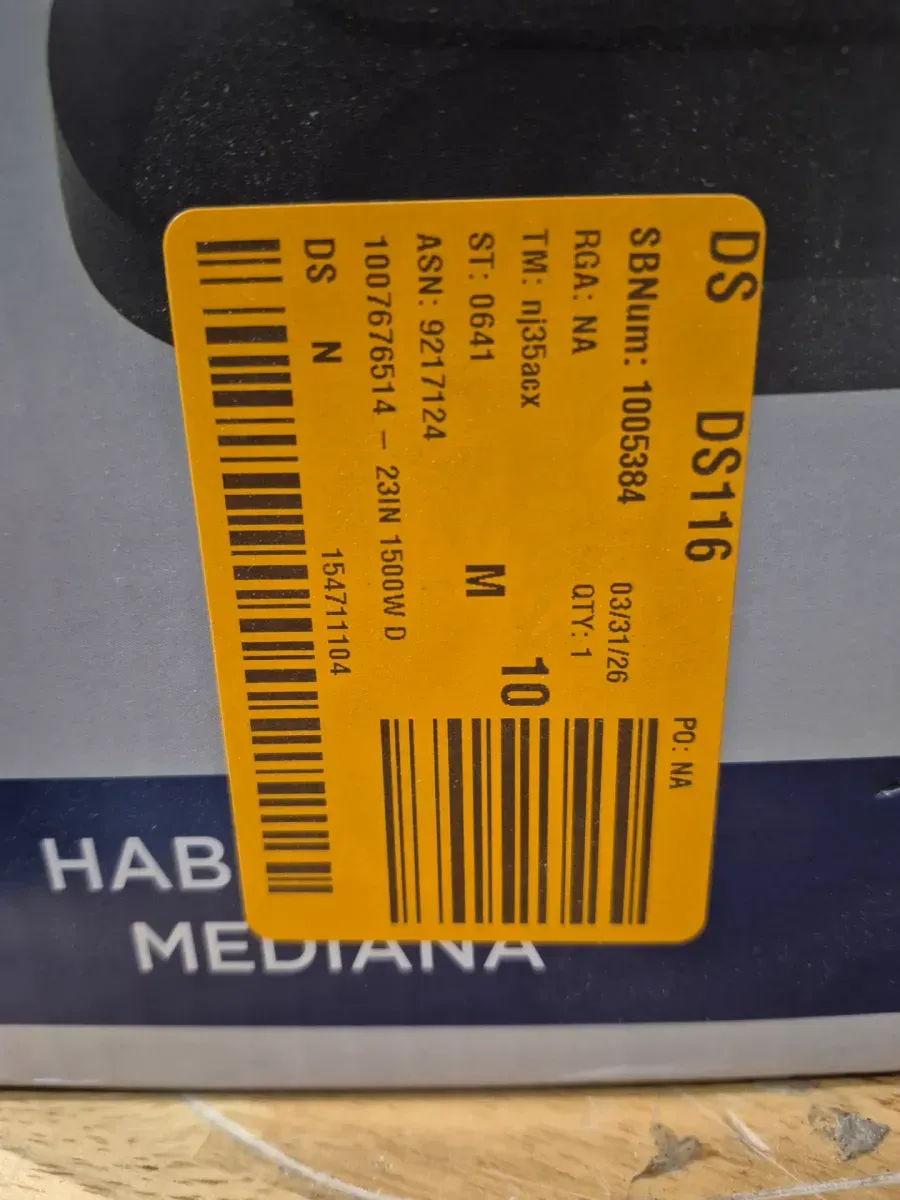 DS DS116
PO: NA
SBNum: 1005384 03/31/26
RGA: NA QTY: 1
TM: nj35acx 10
ST: 0641 M
ASN: 9217124
1007676514 – 23IN 1500W D
DS N 154711104
HAB
MEDIANA